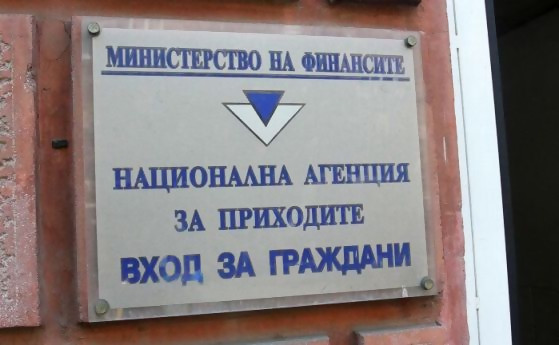 МИНИСТЕРСТВО НА ФИНАНСИТЕ
НАЦИОНАЛНА АГЕНЦИЯ
ЗА ПРИХОДИТЕ
ВХОД ЗА ГРАЖДАНИ